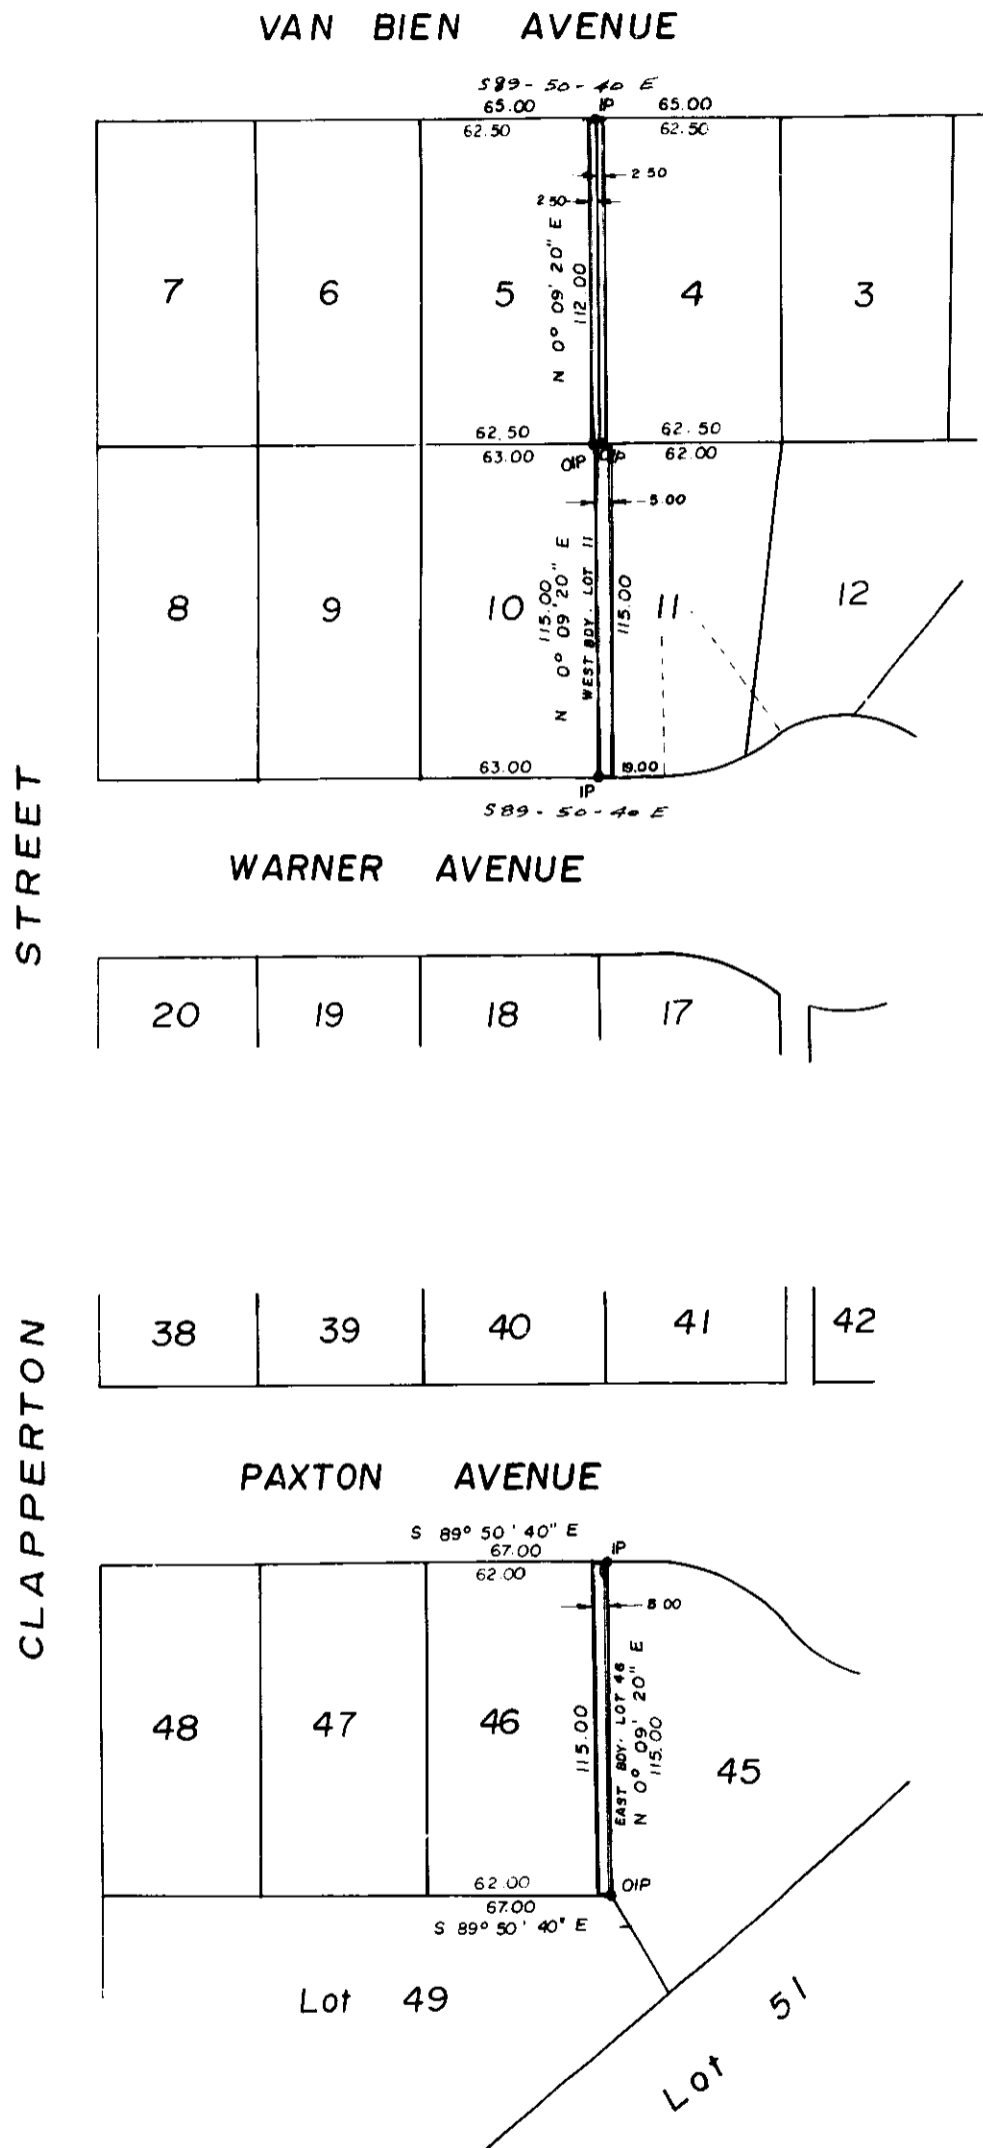 VAN BIEN AVENUE
S89-50-40 E
65.00 IP 65.00
62.50 62.50
2.50
2.50
N 0° 09' 20" E
112.00
7 6 5 4 3
62.50 62.50
63.00 OIP OIP 62.00
5.00
N 0° 09' 20" E
115.00
WEST BDY. LOT 11
115.00
8 9 10 11 12
63.00 19.00
IP
S89-50-40 E
WARNER AVENUE
STREET
20 19 18 17
38 39 40 41 42
CLAPPERTON
PAXTON AVENUE
S 89° 50' 40" E
67.00 IP
62.00
115.00
EAST BDY. LOT 46
N 0° 09' 20" E
115.00
48 47 46 45
62.00 OIP
67.00
S 89° 50' 40" E
Lot 49
Lot 51